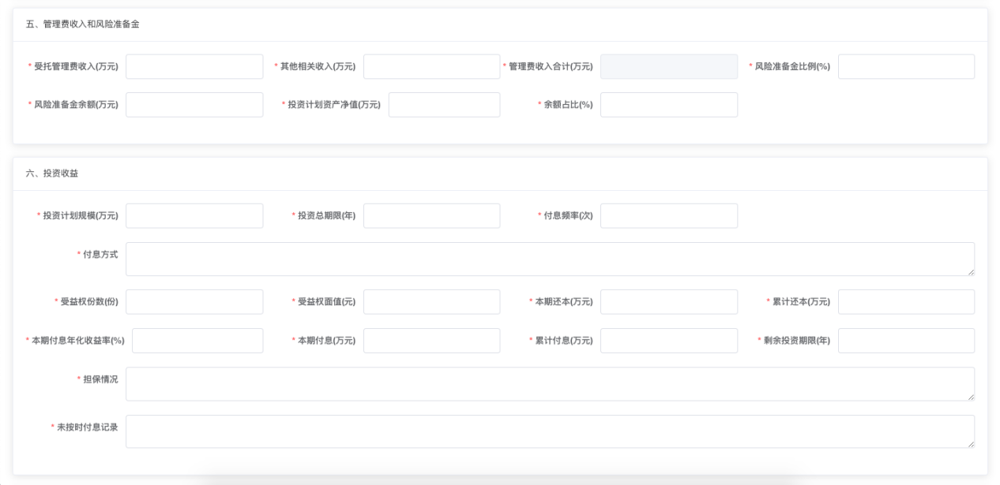 五、管理费收入和风险准备金
* 受托管理费收入(万元) * 其他相关收入(万元) * 管理费收入合计(万元) * 风险准备金比例(%)
* 风险准备金余额(万元) * 投资计划资产净值(万元) * 余额占比(%)
六、投资收益
* 投资计划规模(万元) * 投资总期限(年) * 付息频率(次)
* 付息方式
* 受益权份数(份) * 受益权面值(元) * 本期还本(万元) * 累计还本(万元)
* 本期付息年化收益率(%) * 本期付息(万元) * 累计付息(万元) * 剩余投资期限(年)
* 担保情况
* 未按时付息记录